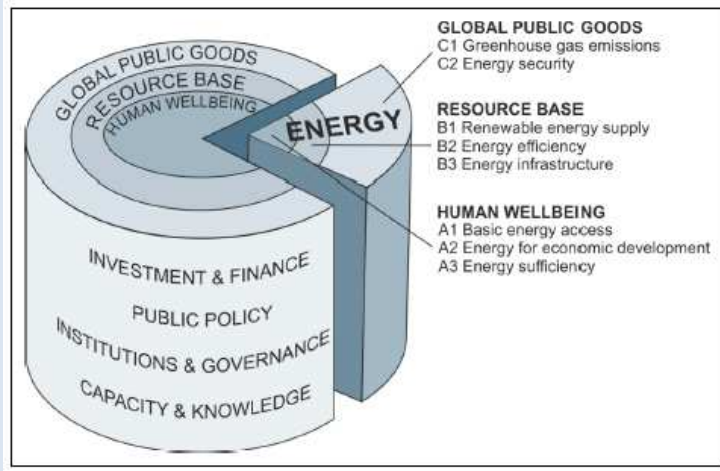 GLOBAL PUBLIC GOODS
RESOURCE BASE
HUMAN WELLBEING
ENERGY
INVESTMENT & FINANCE
PUBLIC POLICY
INSTITUTIONS & GOVERNANCE
CAPACITY & KNOWLEDGE
GLOBAL PUBLIC GOODS
C1 Greenhouse gas emissions
C2 Energy security
RESOURCE BASE
B1 Renewable energy supply
B2 Energy efficiency
B3 Energy infrastructure
HUMAN WELLBEING
A1 Basic energy access
A2 Energy for economic development
A3 Energy sufficiency